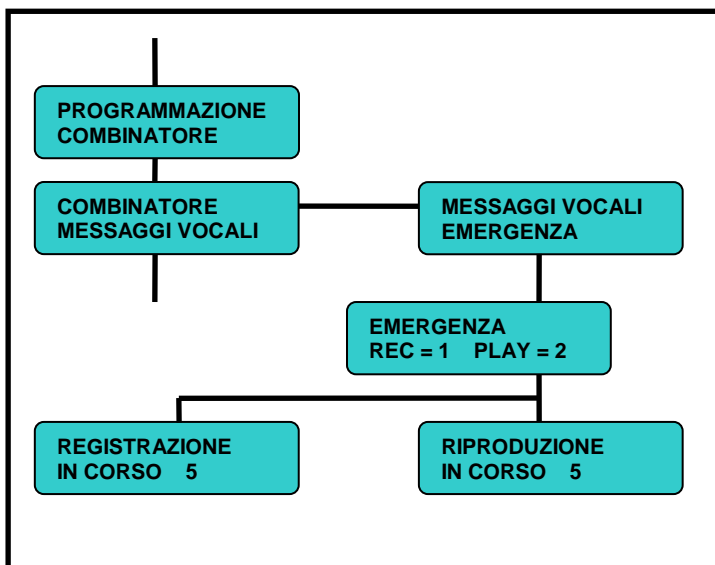 PROGRAMMAZIONE
COMBINATORE
COMBINATORE
MESSAGGI VOCALI
MESSAGGI VOCALI
EMERGENZA
EMERGENZA
REC = 1 PLAY = 2
REGISTRAZIONE
IN CORSO 5
RIPRODUZIONE
IN CORSO 5